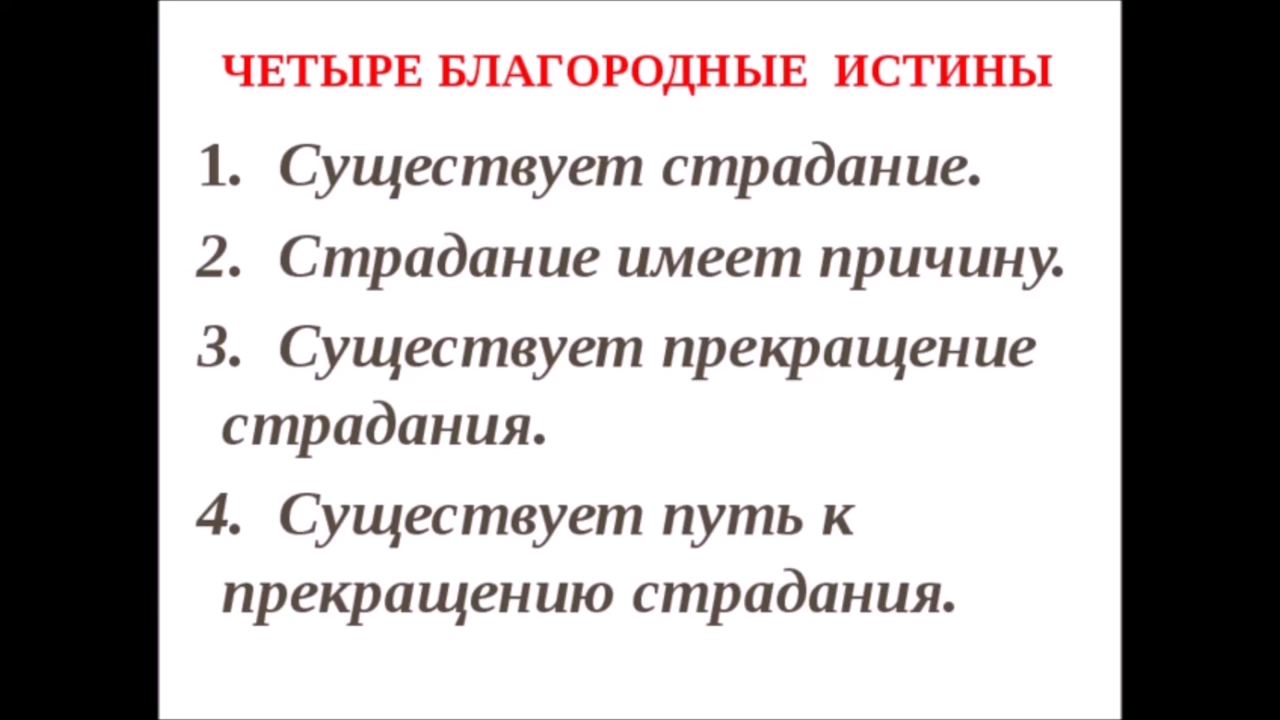 ЧЕТЫРЕ БЛАГОРОДНЫЕ ИСТИНЫ
1. Существует страдание.
2. Страдание имеет причину.
3. Существует прекращение
страдания.
4. Существует путь к
прекращению страдания.